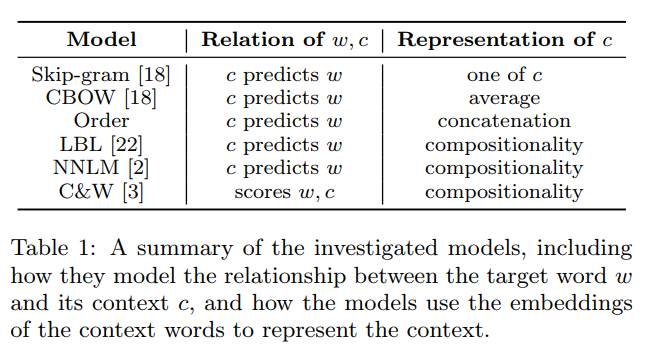 Model | Relation of w, c | Representation of c
Skip-gram [18] | c predicts w | one of c
CBOW [18] | c predicts w | average
Order | c predicts w | concatenation
LBL [22] | c predicts w | compositionality
NNLM [2] | c predicts w | compositionality
C&W [3] | scores w, c | compositionality
Table 1: A summary of the investigated models, including
how they model the relationship between the target word w
and its context c, and how the models use the embeddings
of the context words to represent the context.